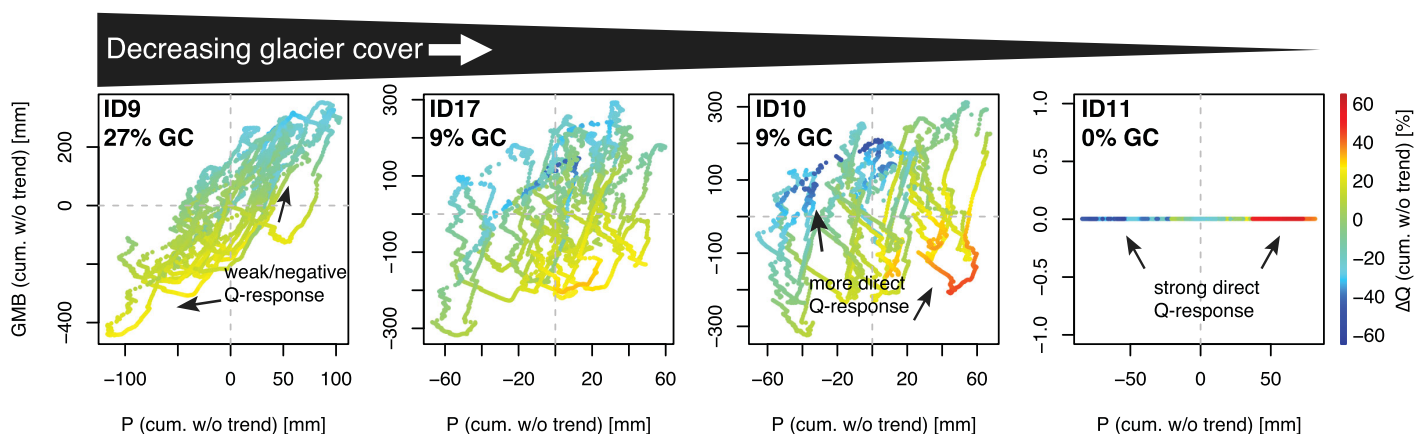 Decreasing glacier cover
GMB (cum. w/o trend) [mm]
ID9
27% GC
200
0
−400
weak/negative
Q-response
−100
0
50
100
P (cum. w/o trend) [mm]
ID17
9% GC
300
100
−100
−300
−60
−20
20
60
P (cum. w/o trend) [mm]
ID10
9% GC
300
100
−100
−300
more direct
Q-response
−60
−20
20
60
P (cum. w/o trend) [mm]
ID11
0% GC
1.0
0.5
0.0
−0.5
−1.0
strong direct
Q-response
−50
0
50
P (cum. w/o trend) [mm]
60
40
20
0
−20
−40
−60
ΔQ (cum. w/o trend) [%]